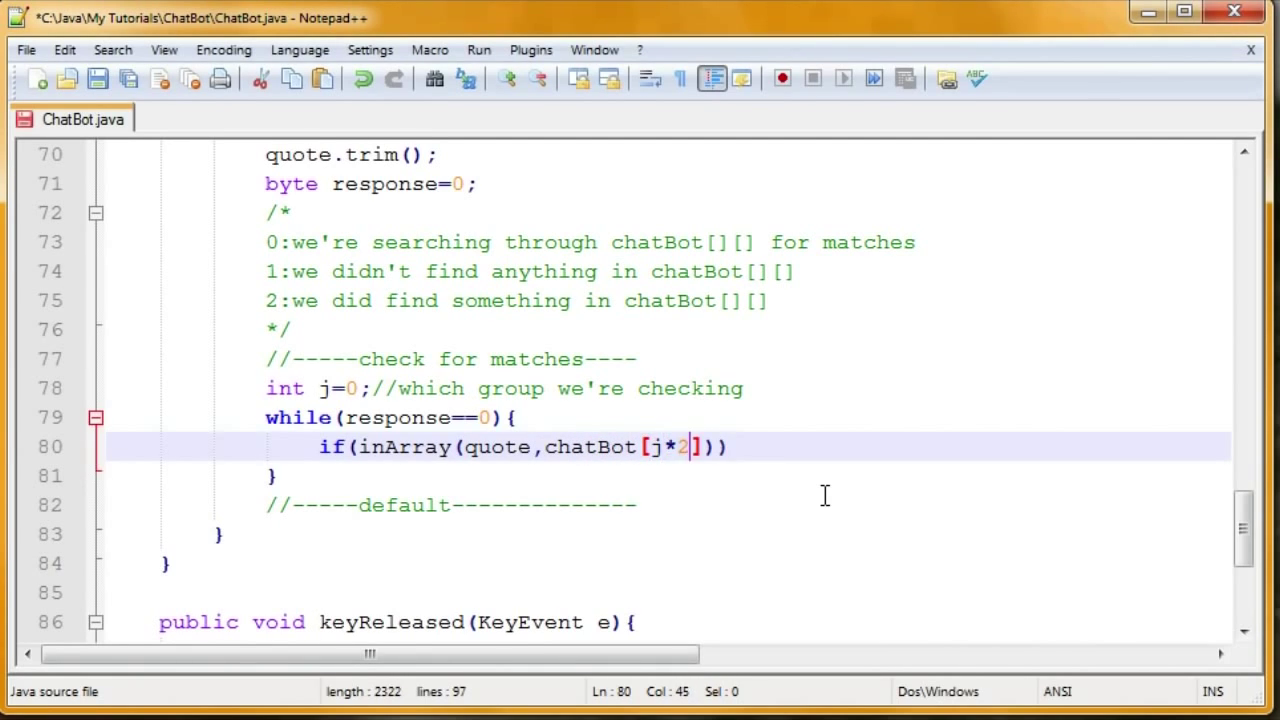 *C:\Java\My Tutorials\ChatBot\ChatBot.java - Notepad++
File Edit Search View Encoding Language Settings Macro Run Plugins Window ? X
ABC
ChatBot.java
70 quote.trim();
71 byte response=0;
72 /*
73 0:we're searching through chatBot[][] for matches
74 1:we didn't find anything in chatBot[][]
75 2:we did find something in chatBot[][]
76 */
77 //-----check for matches----
78 int j=0;//which group we're checking
79 while(response==0){
80 if(inArray(quote,chatBot[j*2]))
81 }
82 //-----default--------------
83 }
84 }
85
86 public void keyReleased(KeyEvent e){
Java source file length : 2322 lines : 97 Ln : 80 Col : 45 Sel : 0 Dos\Windows ANSI INS